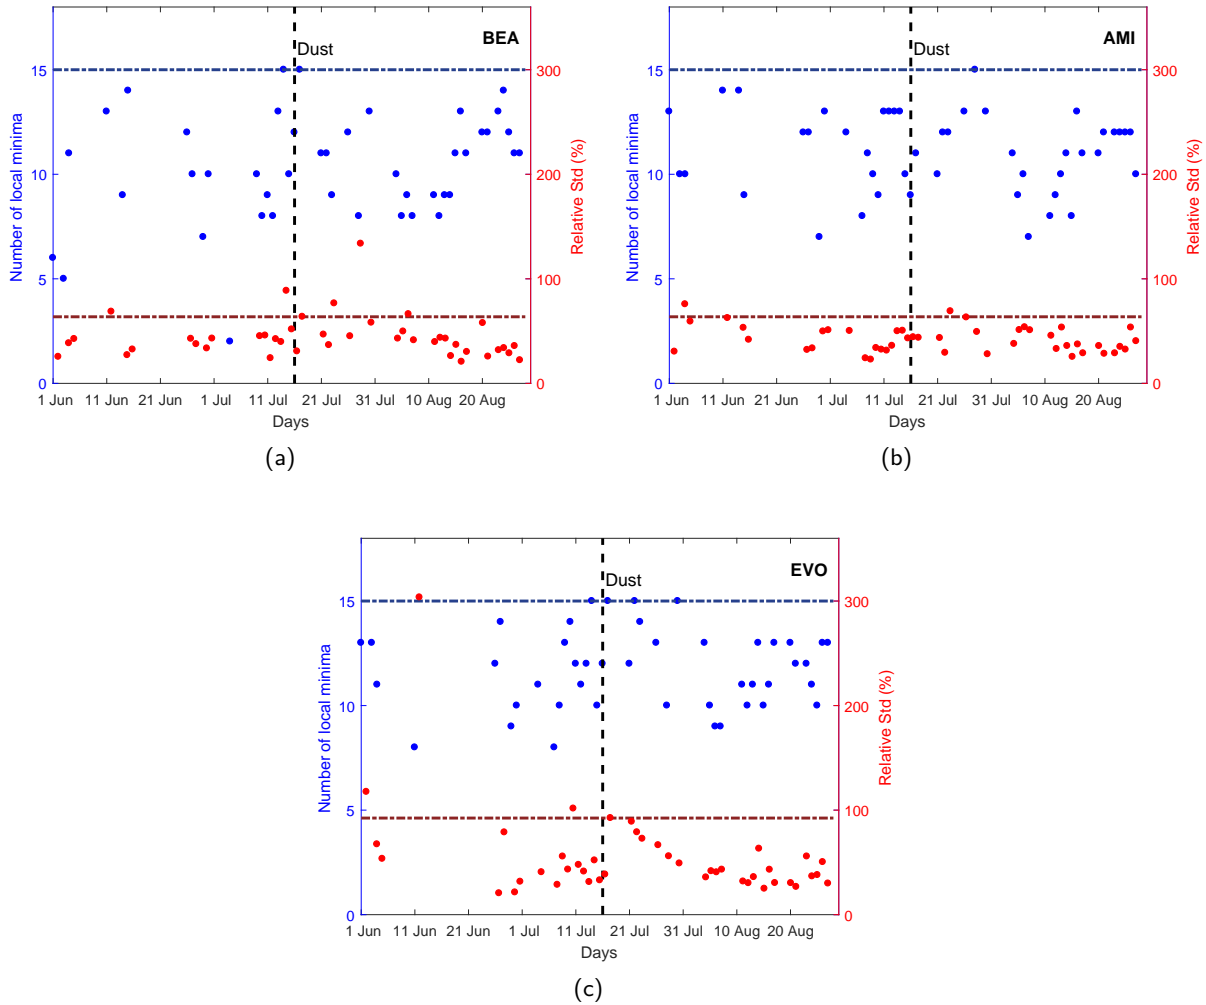 BEA
Dust
15
10
5
0
300
200
100
0
Number of local minima
Relative Std (%)
1 Jun 11 Jun 21 Jun 1 Jul 11 Jul 21 Jul 31 Jul 10 Aug 20 Aug
Days
(a)
AMI
Dust
15
10
5
0
300
200
100
0
Number of local minima
Relative Std (%)
1 Jun 11 Jun 21 Jun 1 Jul 11 Jul 21 Jul 31 Jul 10 Aug 20 Aug
Days
(b)
EVO
Dust
15
10
5
0
300
200
100
0
Number of local minima
Relative Std (%)
1 Jun 11 Jun 21 Jun 1 Jul 11 Jul 21 Jul 31 Jul 10 Aug 20 Aug
Days
(c)